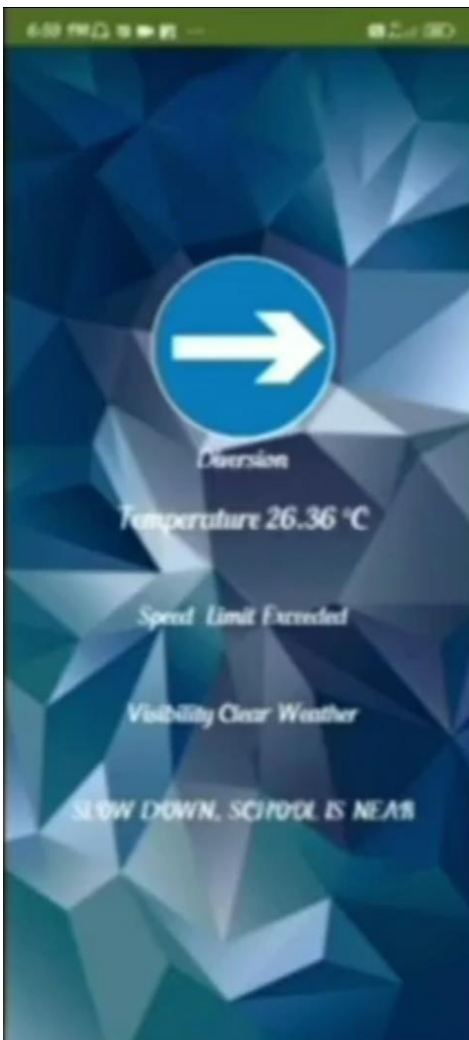 Diversion
Temperature 26.36 °C
Speed Limit Exceeded
Visibility Clear Weather
SLOW DOWN, SCHOOL IS NEAR